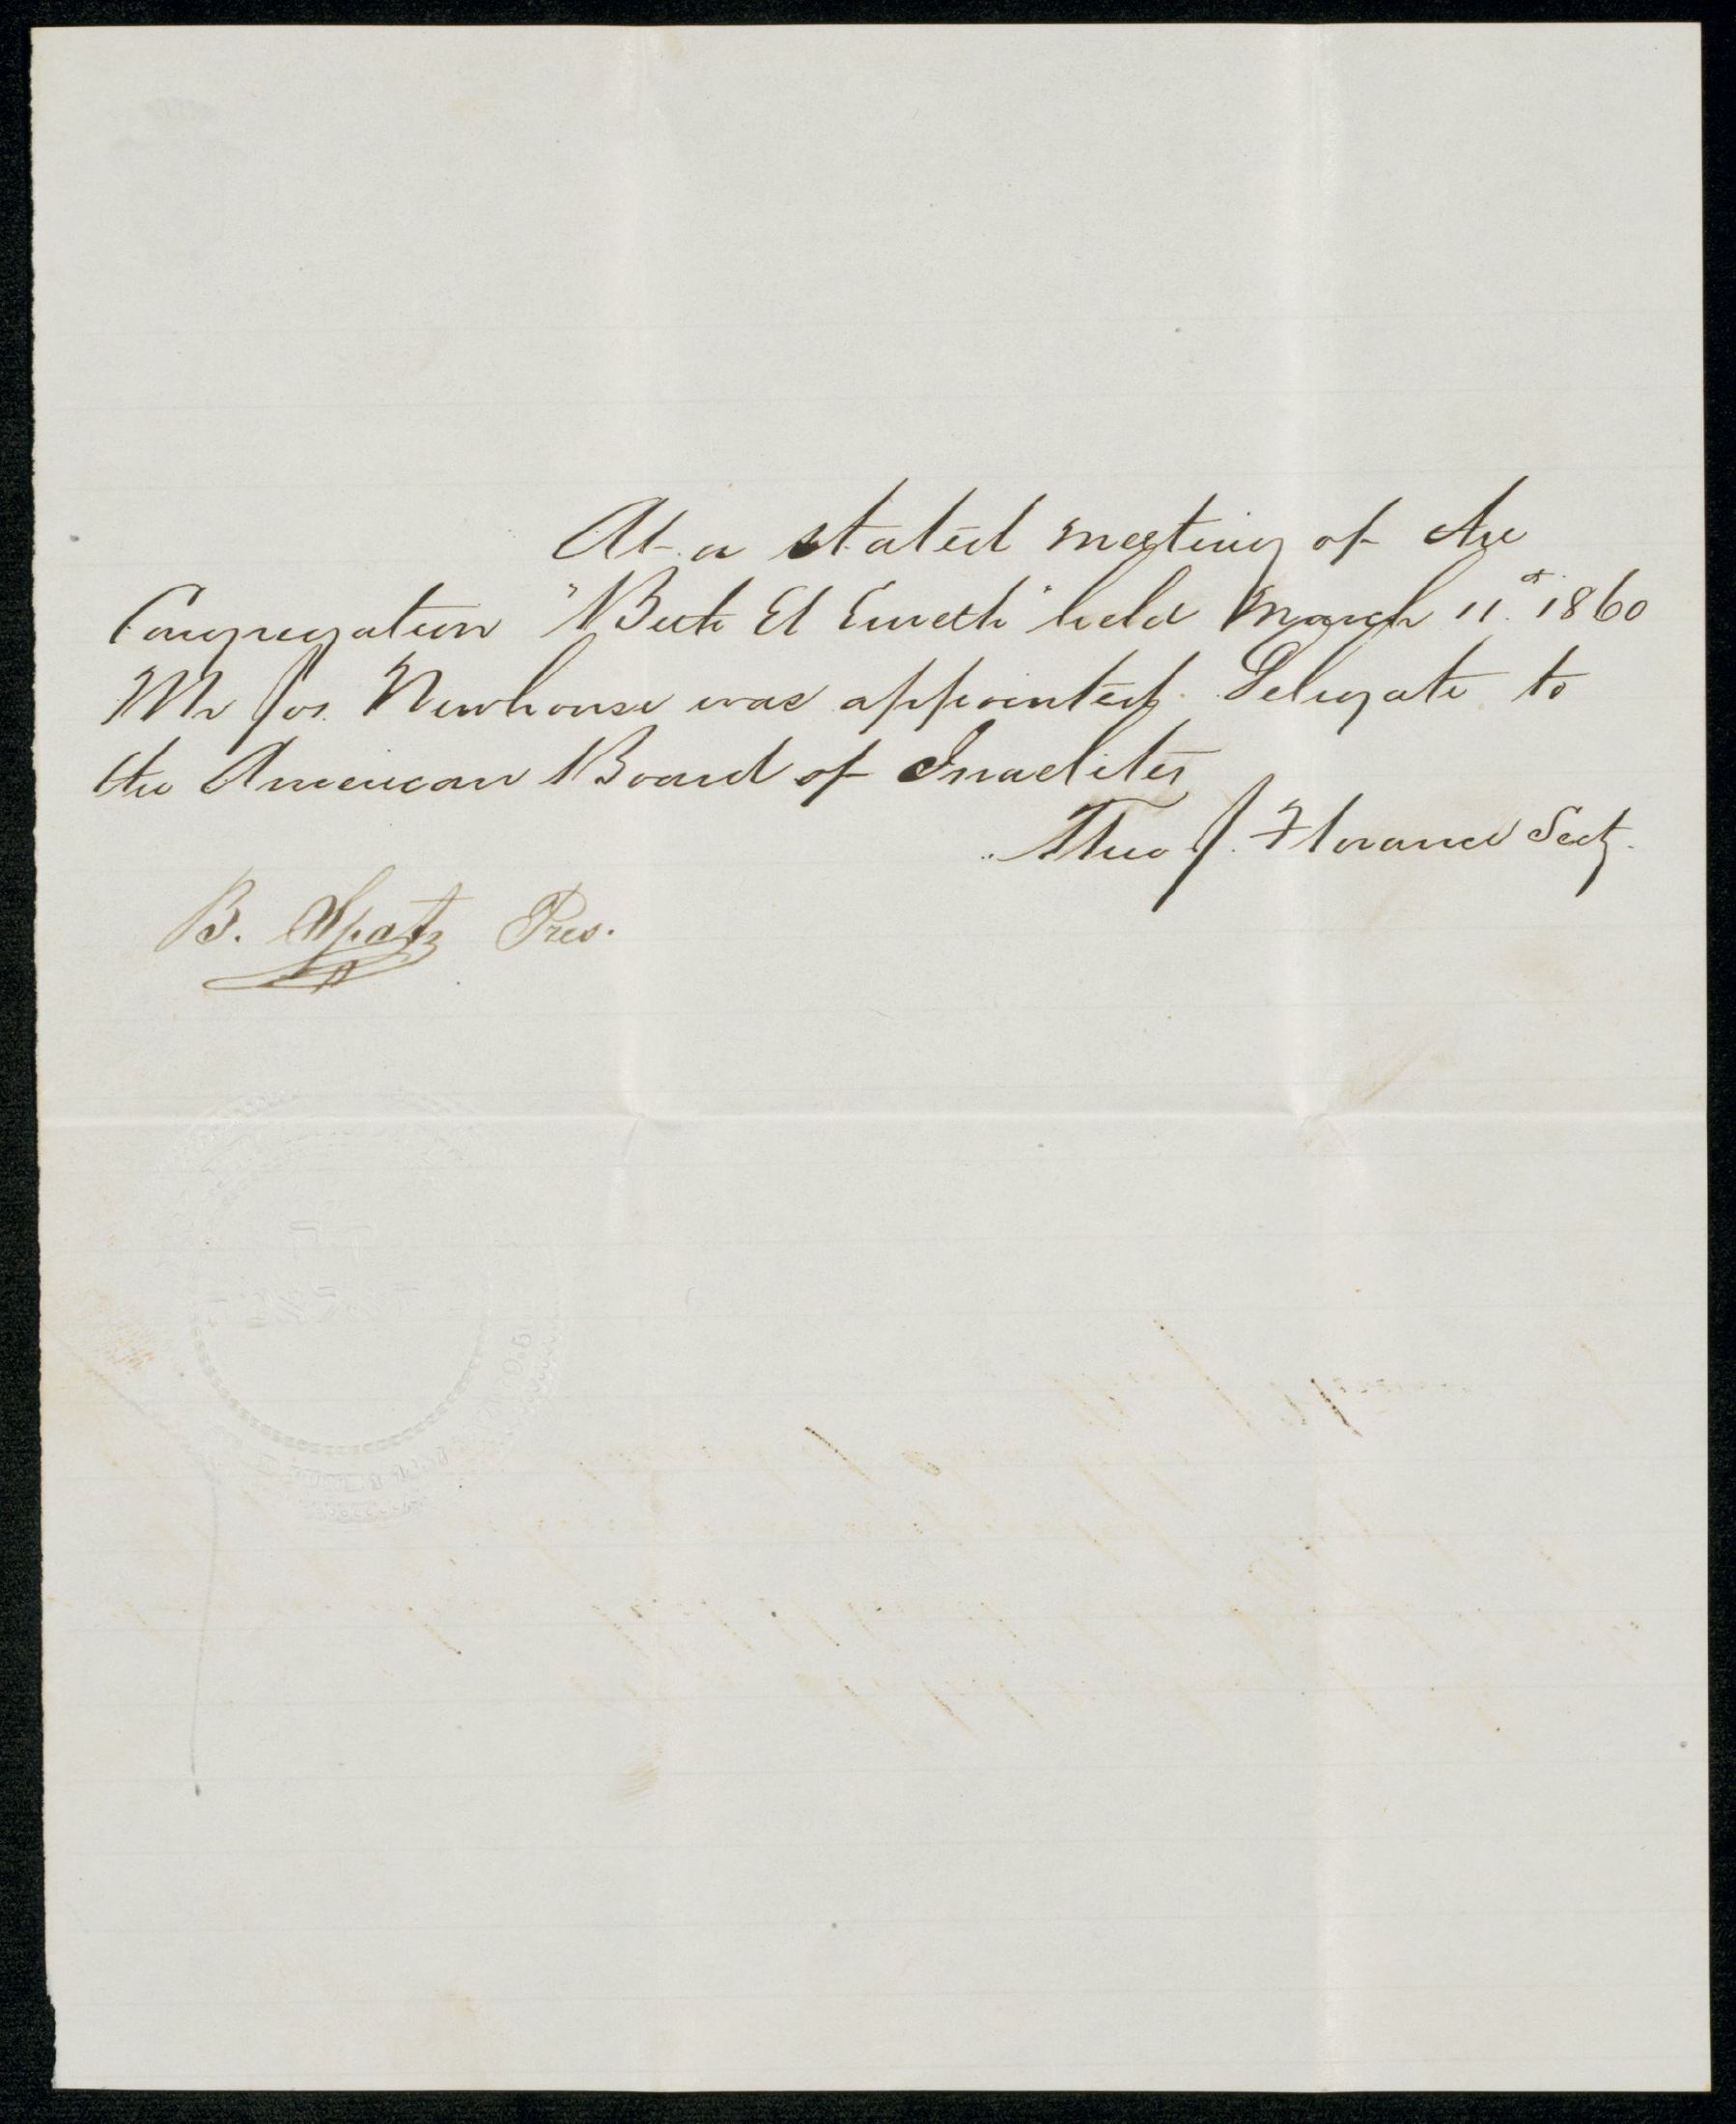 At a stated meeting of the
Congregation "Beth El Emeth" held March 11th 1860
Mr Jos. Newhouse was appointed Delegate to
the American Board of Israelites
Theo J. Florance Secty.
B. Spatz Pres.